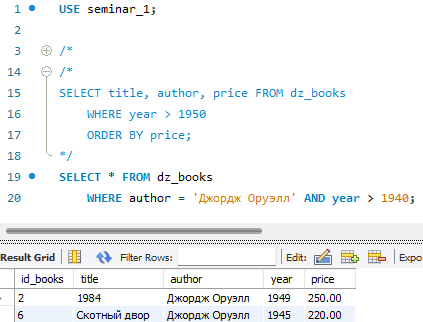 1 USE seminar_1;
2
3 /*
14 /*
15 SELECT title, author, price FROM dz_books
16 WHERE year > 1950
17 ORDER BY price;
18 */
19 SELECT * FROM dz_books
20 WHERE author = 'Джордж Оруэлл' AND year > 1940;
Result Grid Filter Rows: Edit: Expor
id_books title author year price
2 1984 Джордж Оруэлл 1949 250.00
6 Скотный двор Джордж Оруэлл 1945 220.00